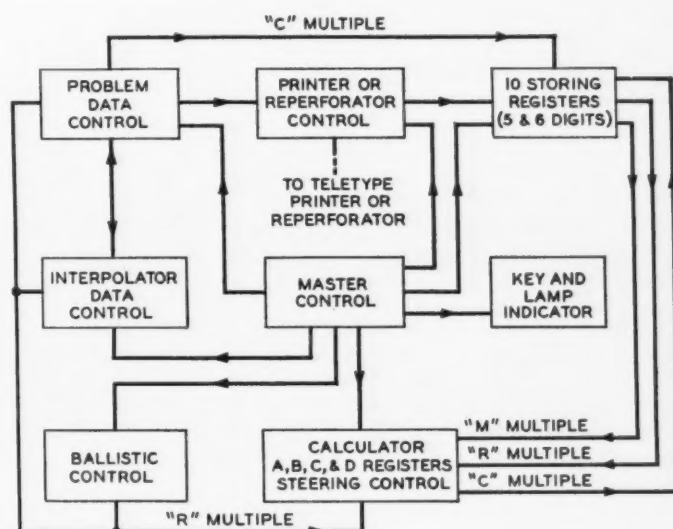 "C" MULTIPLE
PROBLEM
DATA
CONTROL
PRINTER OR
REPERFORATOR
CONTROL
10 STORING
REGISTERS
(5 & 6 DIGITS)
TO TELETYPE
PRINTER OR
REPERFORATOR
INTERPOLATOR
DATA
CONTROL
MASTER
CONTROL
KEY AND
LAMP
INDICATOR
BALLISTIC
CONTROL
CALCULATOR
A, B, C, & D REGISTERS
STEERING CONTROL
"M" MULTIPLE
"R" MULTIPLE
"C" MULTIPLE
"R" MULTIPLE